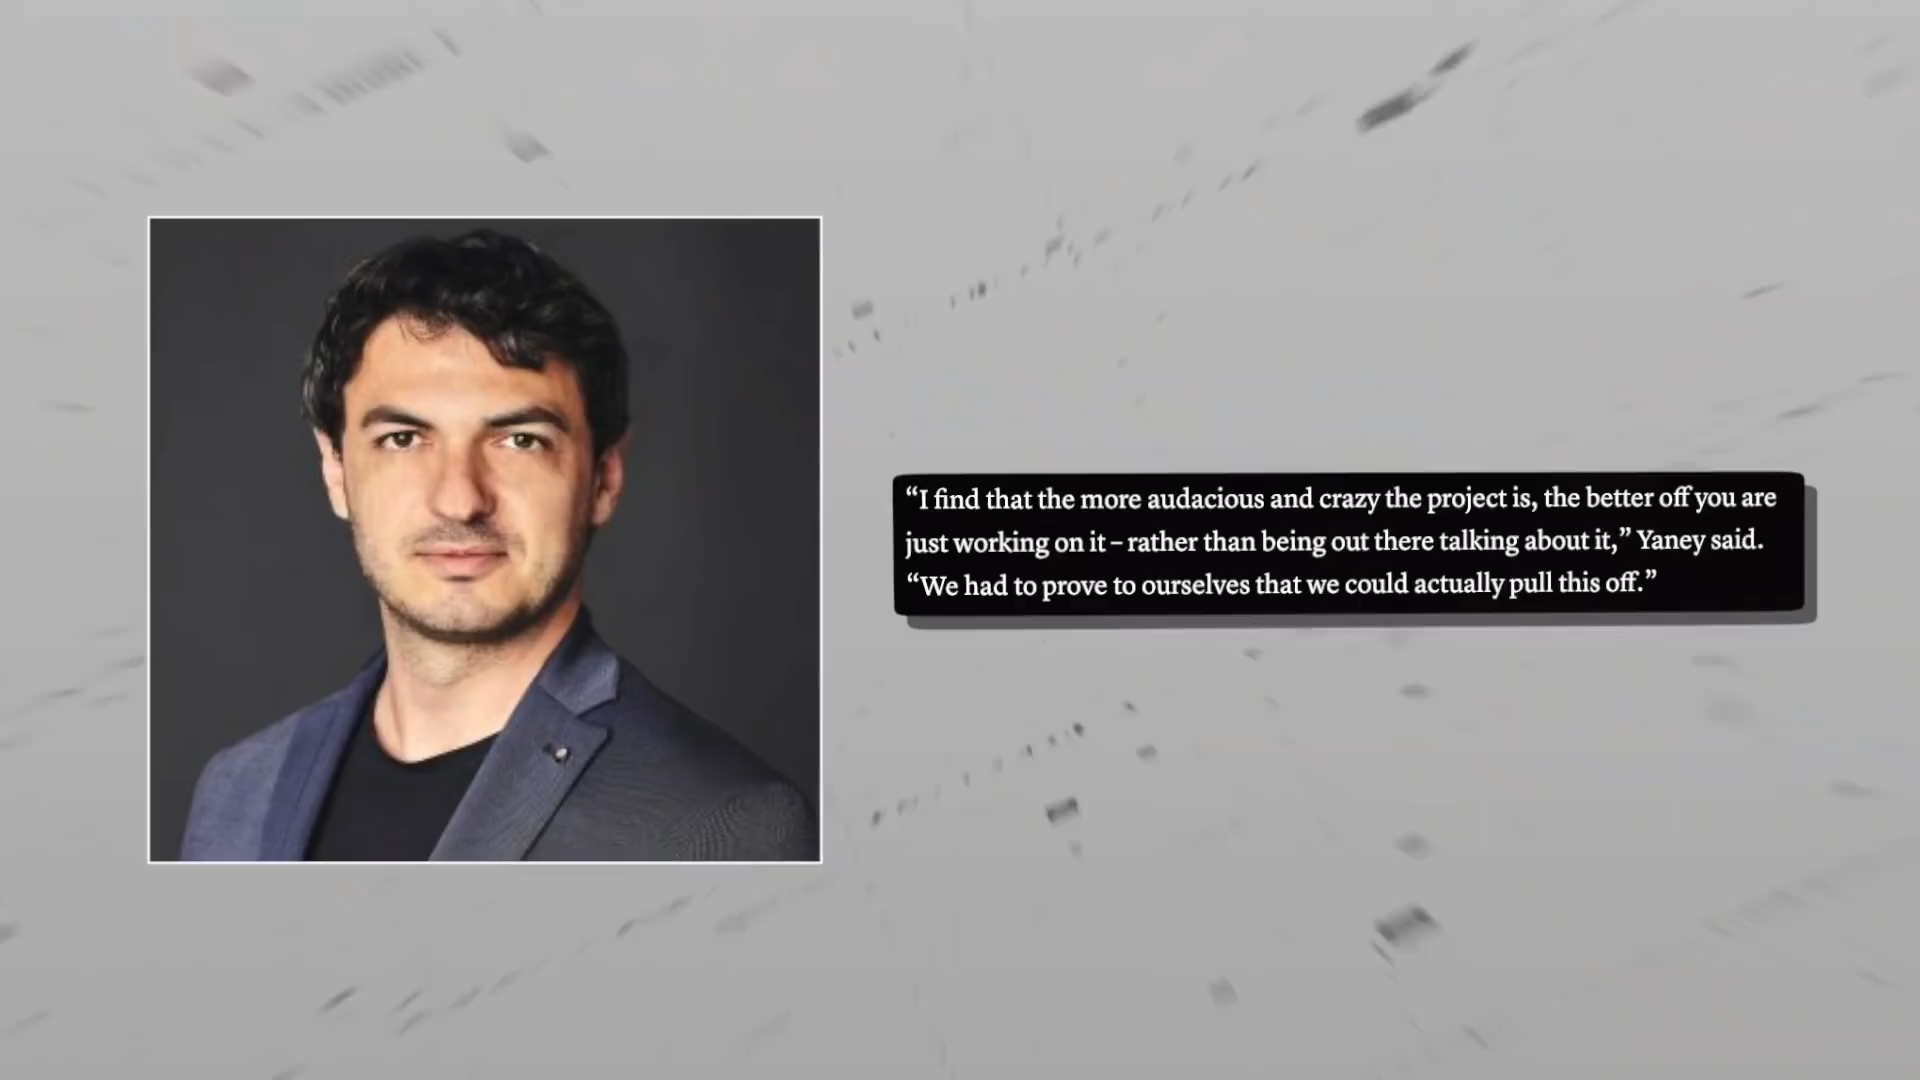 “I find that the more audacious and crazy the project is, the better off you are
just working on it – rather than being out there talking about it,” Yaney said.
“We had to prove to ourselves that we could actually pull this off.”